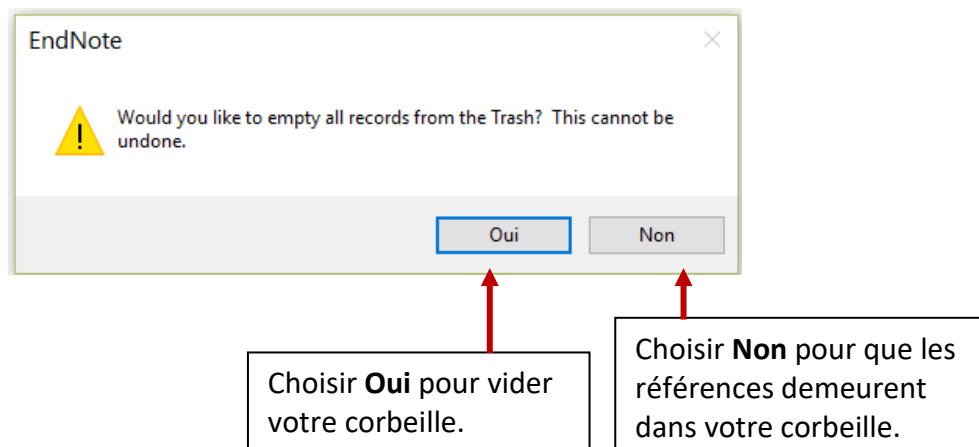 EndNote
Would you like to empty all records from the Trash? This cannot be
undone.
Oui
Non
Choisir Oui pour vider
votre corbeille.
Choisir Non pour que les
références demeurent
dans votre corbeille.